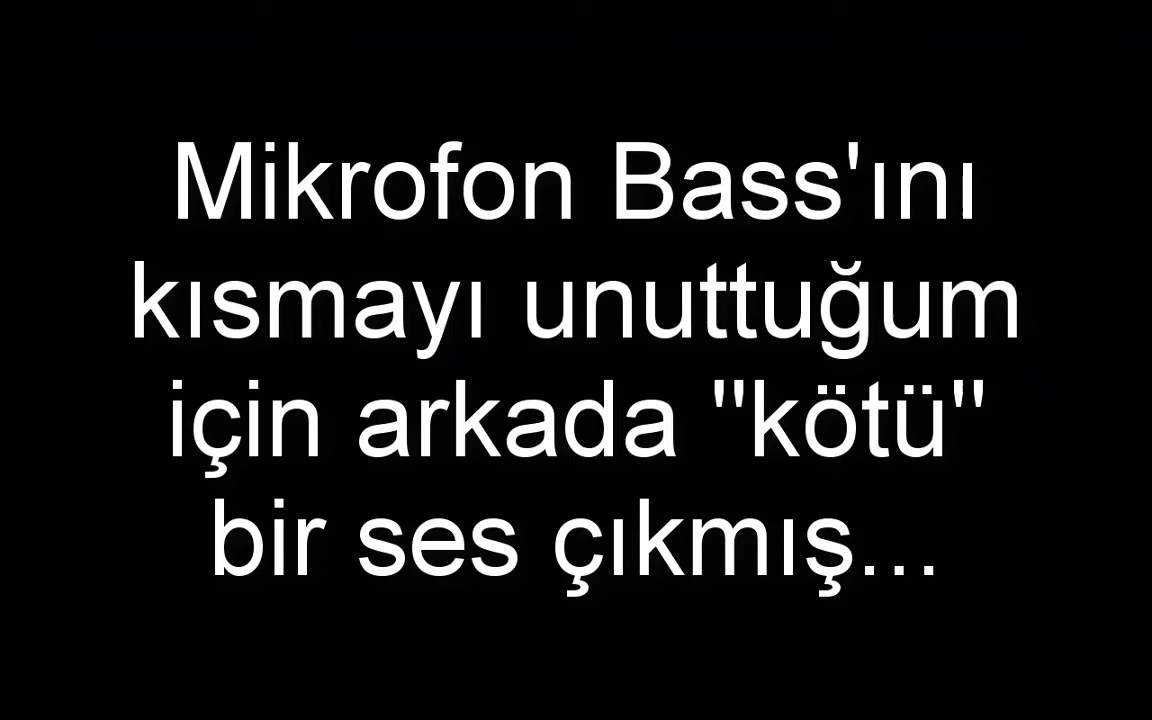 Mikrofon Bass'ını
kısmayı unuttuğum
için arkada "kötü"
bir ses çıkmış...